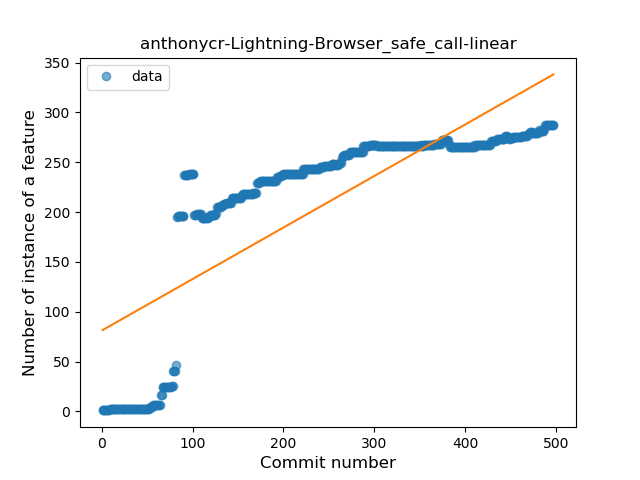 anthonycr-Lightning-Browser_safe_call-linear
data
Number of instance of a feature
350
300
250
200
150
100
50
0
0 100 200 300 400 500
Commit number